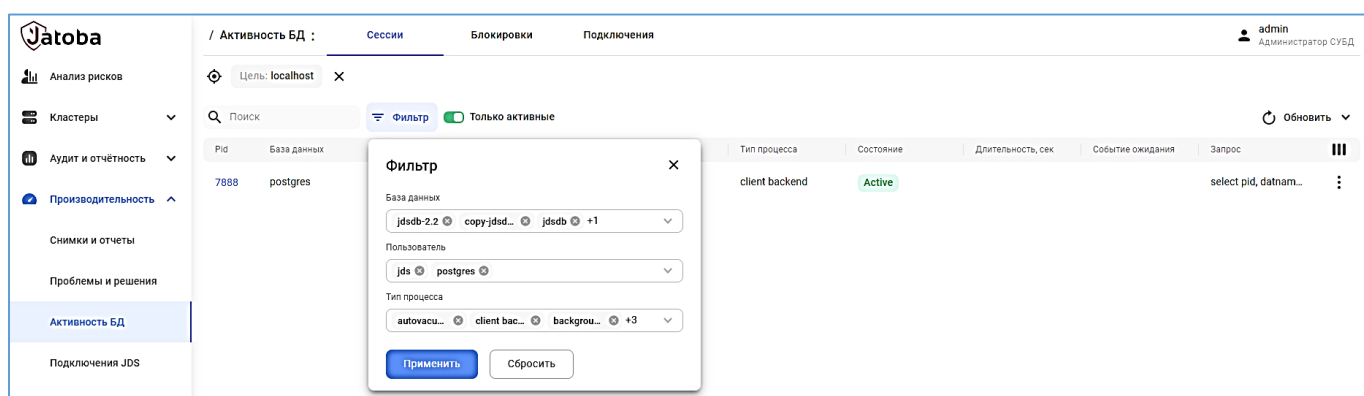 Jatoba
/ Активность БД : Сессии Блокировки Подключения
admin
Администратор СУБД
Анализ рисков
Цель: localhost
Кластеры
Поиск Фильтр Только активные Обновить
Аудит и отчётность
Pid База данных Тип процесса Состояние Длительность, сек Событие ожидания Запрос
7888 postgres client backend Active select pid, datnam...
Производительность
Снимки и отчеты
Проблемы и решения
Активность БД
Подключения JDS
Фильтр
База данных
jdsdb-2.2 copy-jdsd... jdsdb +1
Пользователь
jds postgres
Тип процесса
autovacu... client bac... backgrou... +3
Применить Сбросить